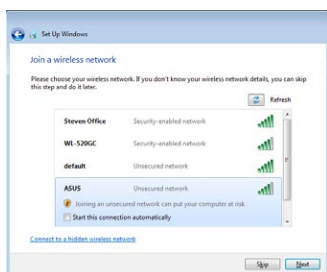 Set Up Windows
Join a wireless network
Please choose your wireless network. If you don't know your wireless network details, you can skip
this step and do it later.
Refresh
Steven Office Security-enabled network
WL-520GC Security-enabled network
default Unsecured network
ASUS Unsecured network
Joining an unsecured network can put your computer at risk
Start this connection automatically
Connect to a hidden wireless network
Skip Next